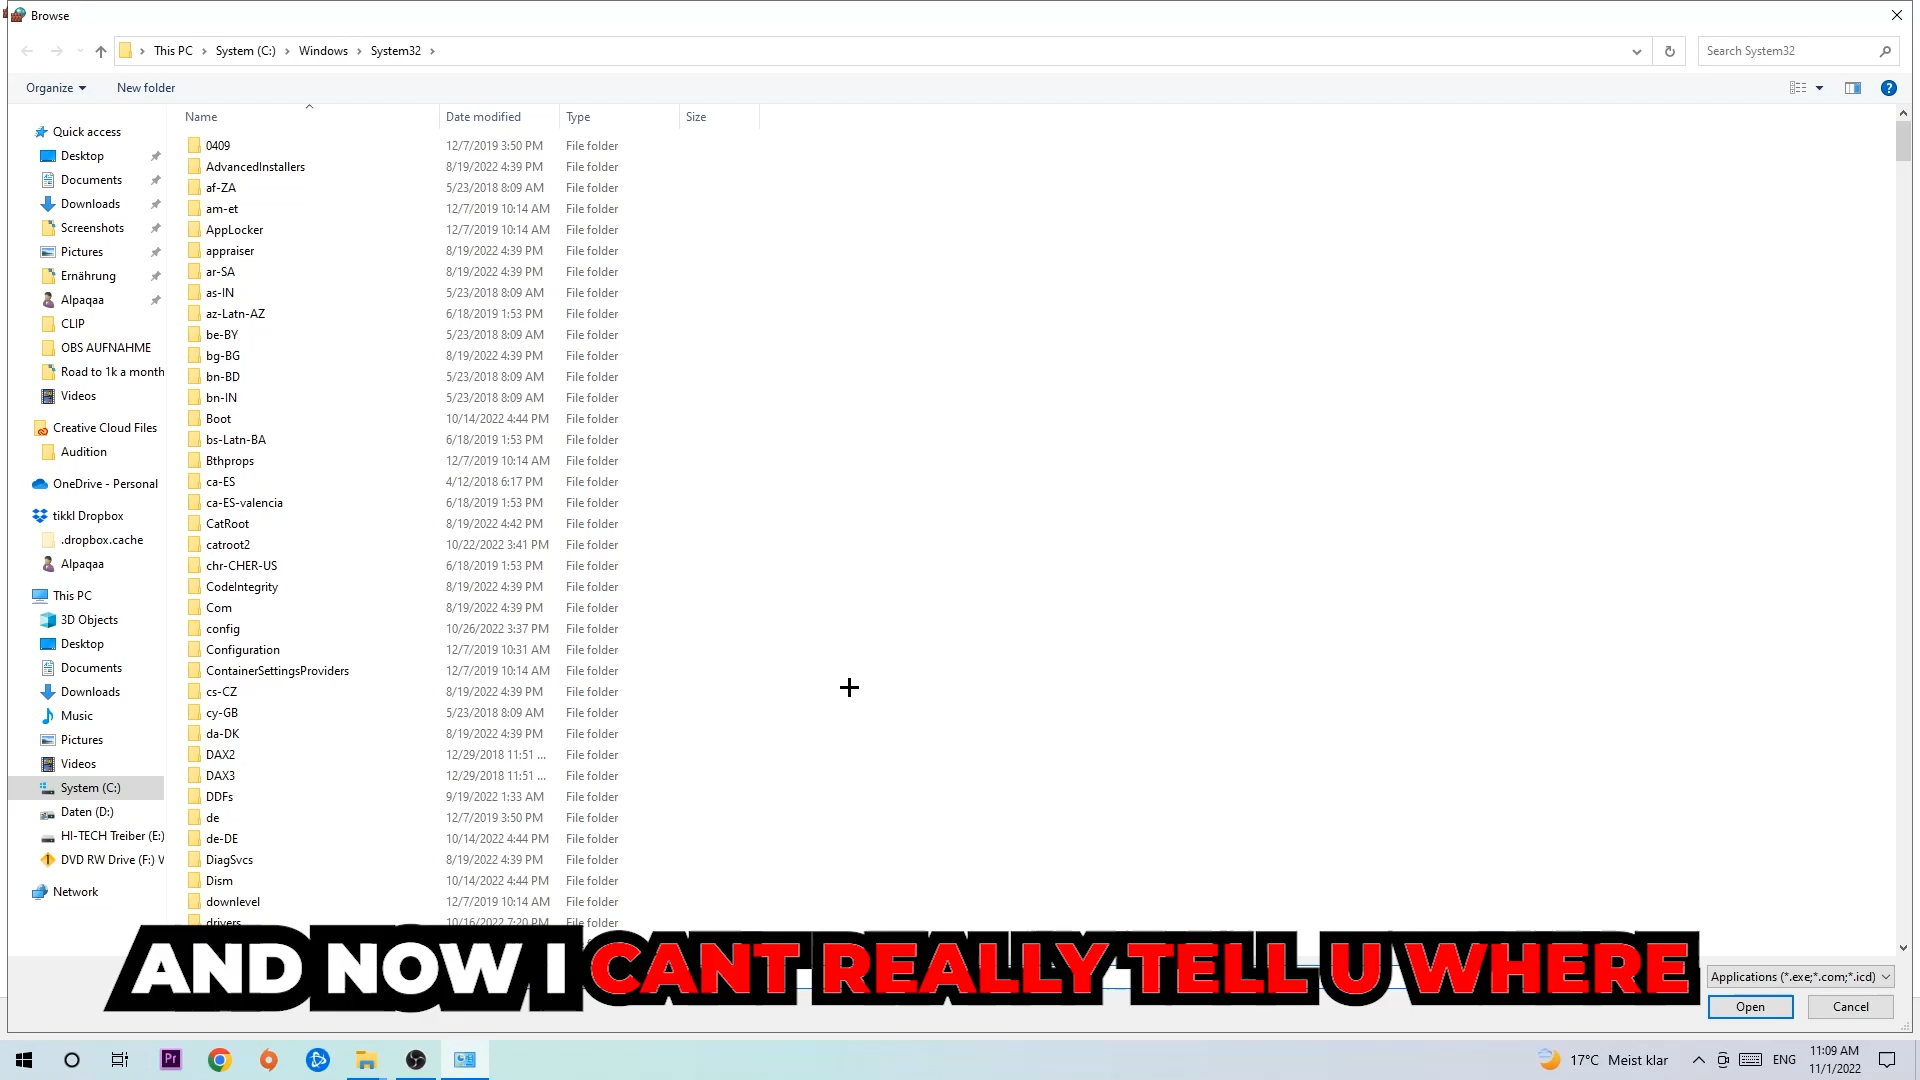 Browse
This PC > System (C:) > Windows > System32 >
Search System32
Organize
New folder
Name Date modified Type Size
Quick access
Desktop
Documents
Downloads
Screenshots
Pictures
Ernährung
Alpaqaa
CLIP
OBS AUFNAHME
Road to 1k a month
Videos
Creative Cloud Files
Audition
OneDrive - Personal
tikkl Dropbox
.dropbox.cache
Alpaqaa
This PC
3D Objects
Desktop
Documents
Downloads
Music
Pictures
Videos
System (C:)
Daten (D:)
HI-TECH Treiber (E:)
DVD RW Drive (F:) V
Network
0409 12/7/2019 3:50 PM File folder
AdvancedInstallers 8/19/2022 4:39 PM File folder
af-ZA 5/23/2018 8:09 AM File folder
am-et 12/7/2019 10:14 AM File folder
AppLocker 12/7/2019 10:14 AM File folder
appraiser 8/19/2022 4:39 PM File folder
ar-SA 8/19/2022 4:39 PM File folder
as-IN 5/23/2018 8:09 AM File folder
az-Latn-AZ 6/18/2019 1:53 PM File folder
be-BY 5/23/2018 8:09 AM File folder
bg-BG 8/19/2022 4:39 PM File folder
bn-BD 5/23/2018 8:09 AM File folder
bn-IN 5/23/2018 8:09 AM File folder
Boot 10/14/2022 4:44 PM File folder
bs-Latn-BA 6/18/2019 1:53 PM File folder
Bthprops 12/7/2019 10:14 AM File folder
ca-ES 4/12/2018 6:17 PM File folder
ca-ES-valencia 6/18/2019 1:53 PM File folder
CatRoot 8/19/2022 4:42 PM File folder
catroot2 10/22/2022 3:41 PM File folder
chr-CHER-US 6/18/2019 1:53 PM File folder
CodeIntegrity 8/19/2022 4:39 PM File folder
Com 8/19/2022 4:39 PM File folder
config 10/26/2022 3:37 PM File folder
Configuration 12/7/2019 10:31 AM File folder
ContainerSettingsProviders 12/7/2019 10:14 AM File folder
cs-CZ 8/19/2022 4:39 PM File folder
cy-GB 5/23/2018 8:09 AM File folder
da-DK 8/19/2022 4:39 PM File folder
DAX2 12/29/2018 11:51 ... File folder
DAX3 12/29/2018 11:51 ... File folder
DDFs 9/19/2022 1:33 AM File folder
de 12/7/2019 3:50 PM File folder
de-DE 10/14/2022 4:44 PM File folder
DiagSvcs 8/19/2022 4:39 PM File folder
Dism 10/14/2022 4:44 PM File folder
downlevel 12/7/2019 10:14 AM File folder
drivers 10/16/2022 7:20 PM File folder
AND NOW I CANT REALLY TELL U WHERE
Applications (*.exe;*.com;*.icd)
Open
Cancel
Pr
17°C Meist klar
ENG
11:09 AM
11/1/2022